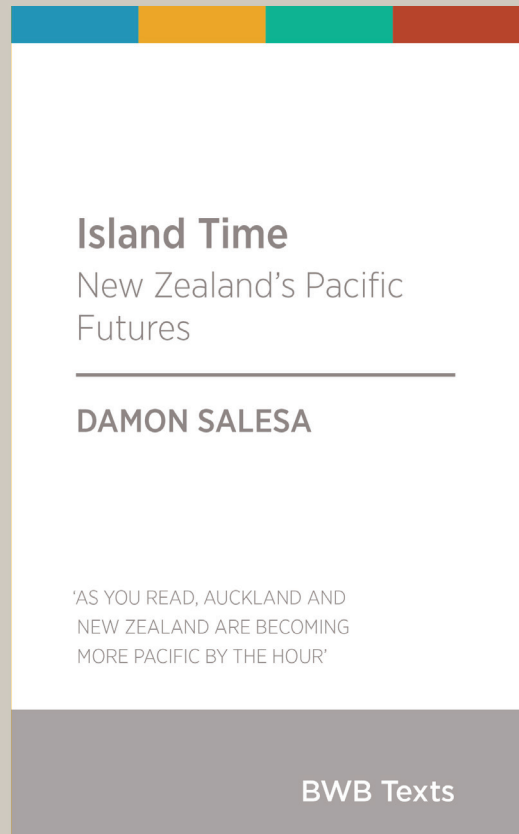 Island Time
New Zealand’s Pacific
Futures
DAMON SALESA
‘AS YOU READ, AUCKLAND AND
NEW ZEALAND ARE BECOMING
MORE PACIFIC BY THE HOUR’
BWB Texts